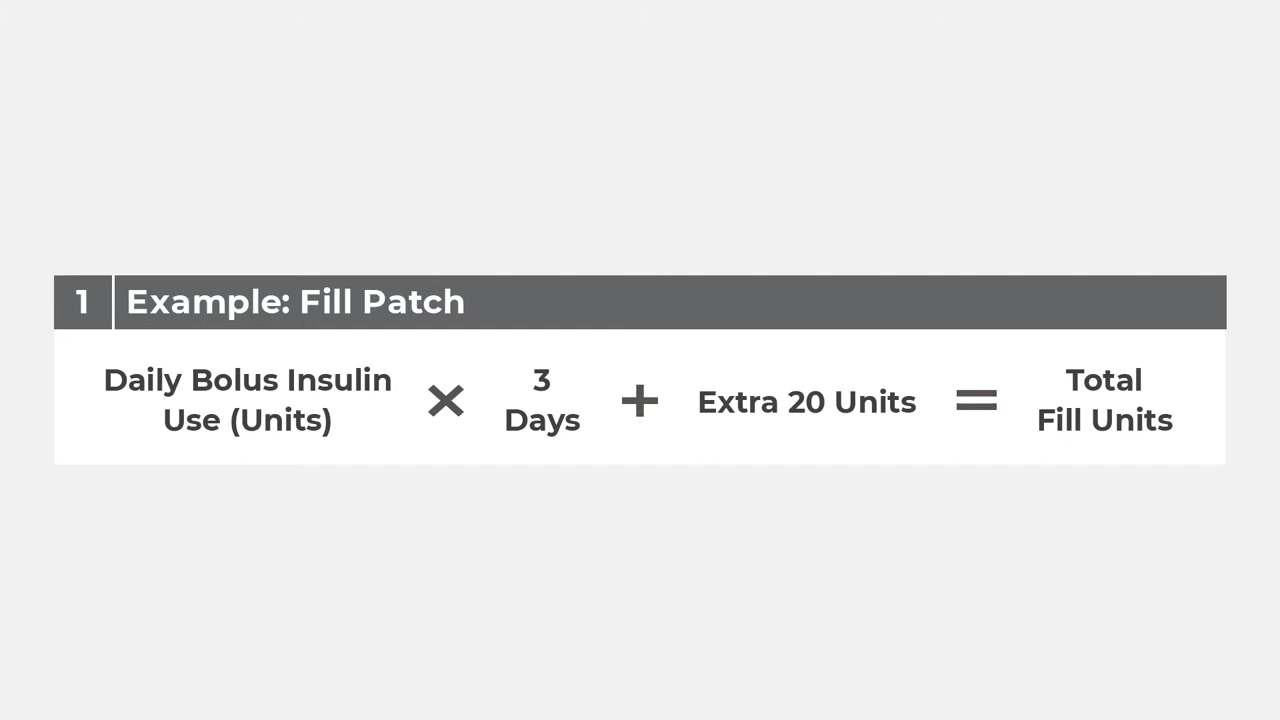 1 Example: Fill Patch
Daily Bolus Insulin
Use (Units)
×
3
Days
+
Extra 20 Units
=
Total
Fill Units